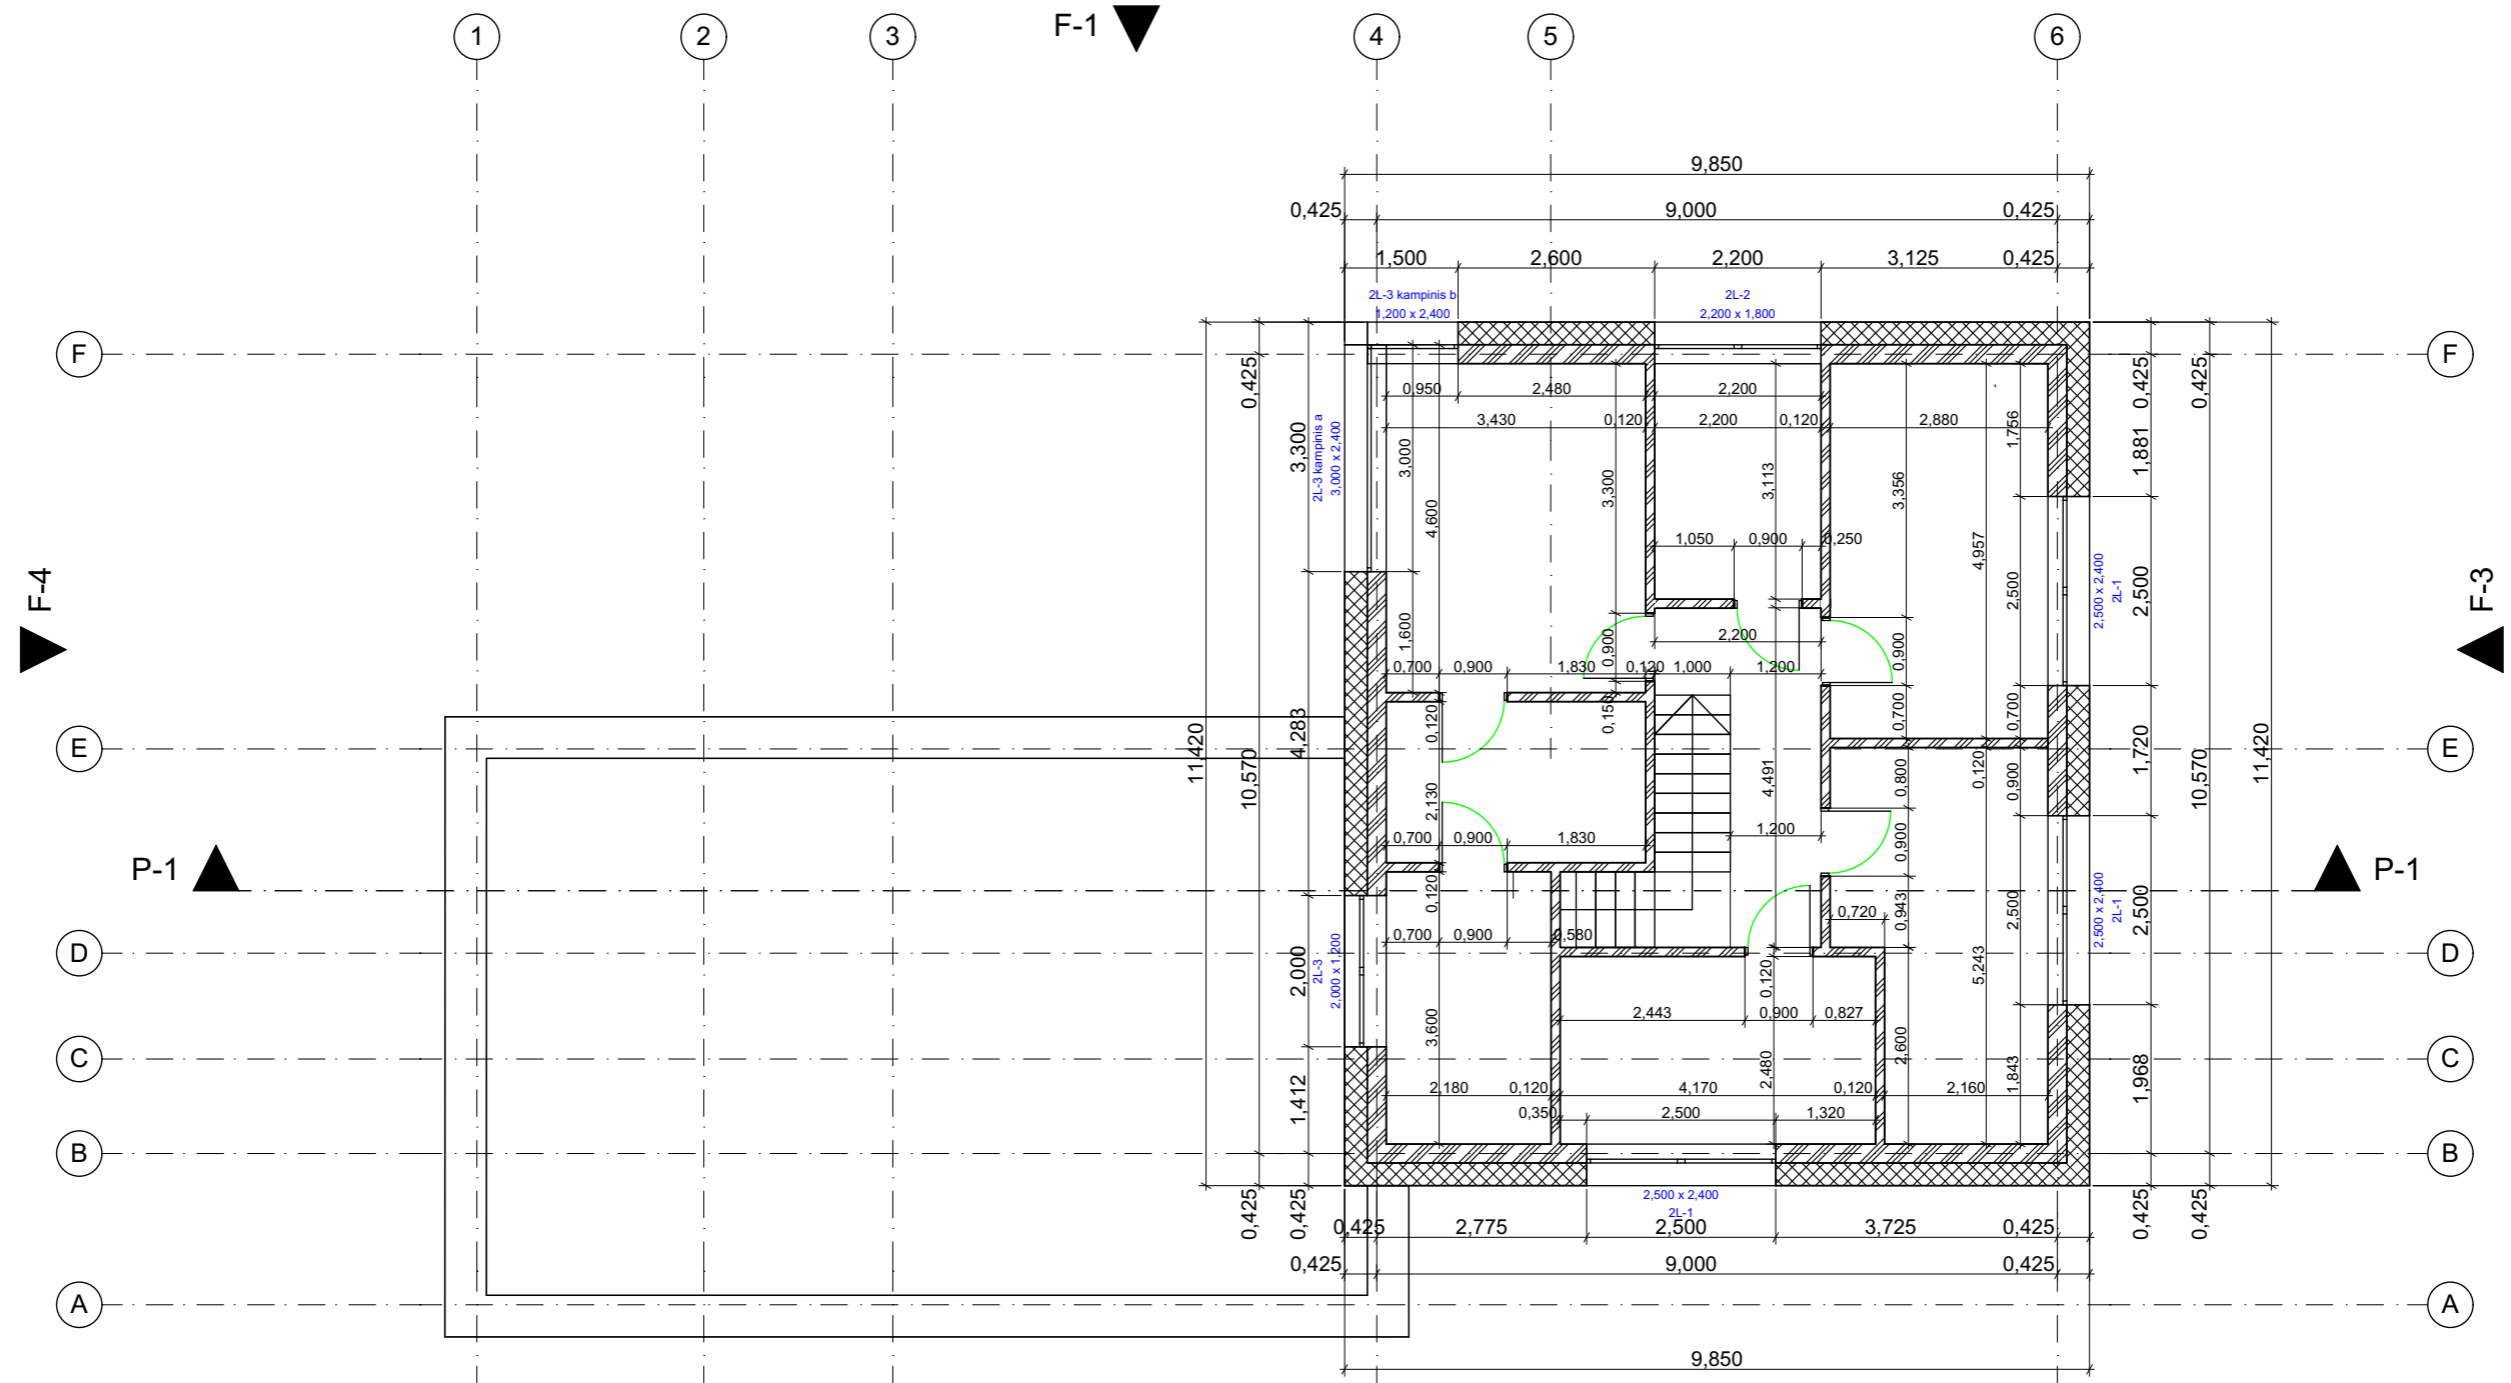 F-1
1 2 3 4 5 6
9,850
0,425 9,000 0,425
1,500 2,600 2,200 3,125 0,425
2L-3 kampinis b
1,200 x 2,400
2L-2
2,200 x 1,800
F F
0,425
0,425
0,425
0,950 2,480 2,200
3,430 0,120 2,200 0,120 2,880
3,300
2L-3 kampinis a
3,000 x 2,400
3,000
4,600
3,300
3,113
3,356
4,957
1,756
1,881
1,050 0,900 0,250
2,500
2,500 x 2,400
2L-1
2,500
F-4
F-3
1,600
0,900
2,200
0,900
0,700 0,900 1,830 0,120 1,000 1,200
0,150
0,120
0,700
0,700
E E
11,420
10,570
4,283
4,491
0,800
0,120
0,900
1,720
10,570
11,420
2,130
1,200
0,700 0,900 1,830
0,900
P-1 P-1
0,120
0,720
0,943
2,500
2,500 x 2,400
2L-1
2,500
0,700 0,900 0,580
D D
2,000
2L-3
2,000 x 1,200
0,120
5,243
2,443 0,900 0,827
3,600
2,480
2,600
C C
1,412
1,843
1,968
2,180 0,120 4,170 0,120 2,160
0,350 2,500 1,320
B B
2,500 x 2,400
2L-1
0,425
0,425
0,425
0,425
0,425 2,775 2,500 3,725 0,425
0,425 9,000 0,425
A A
9,850